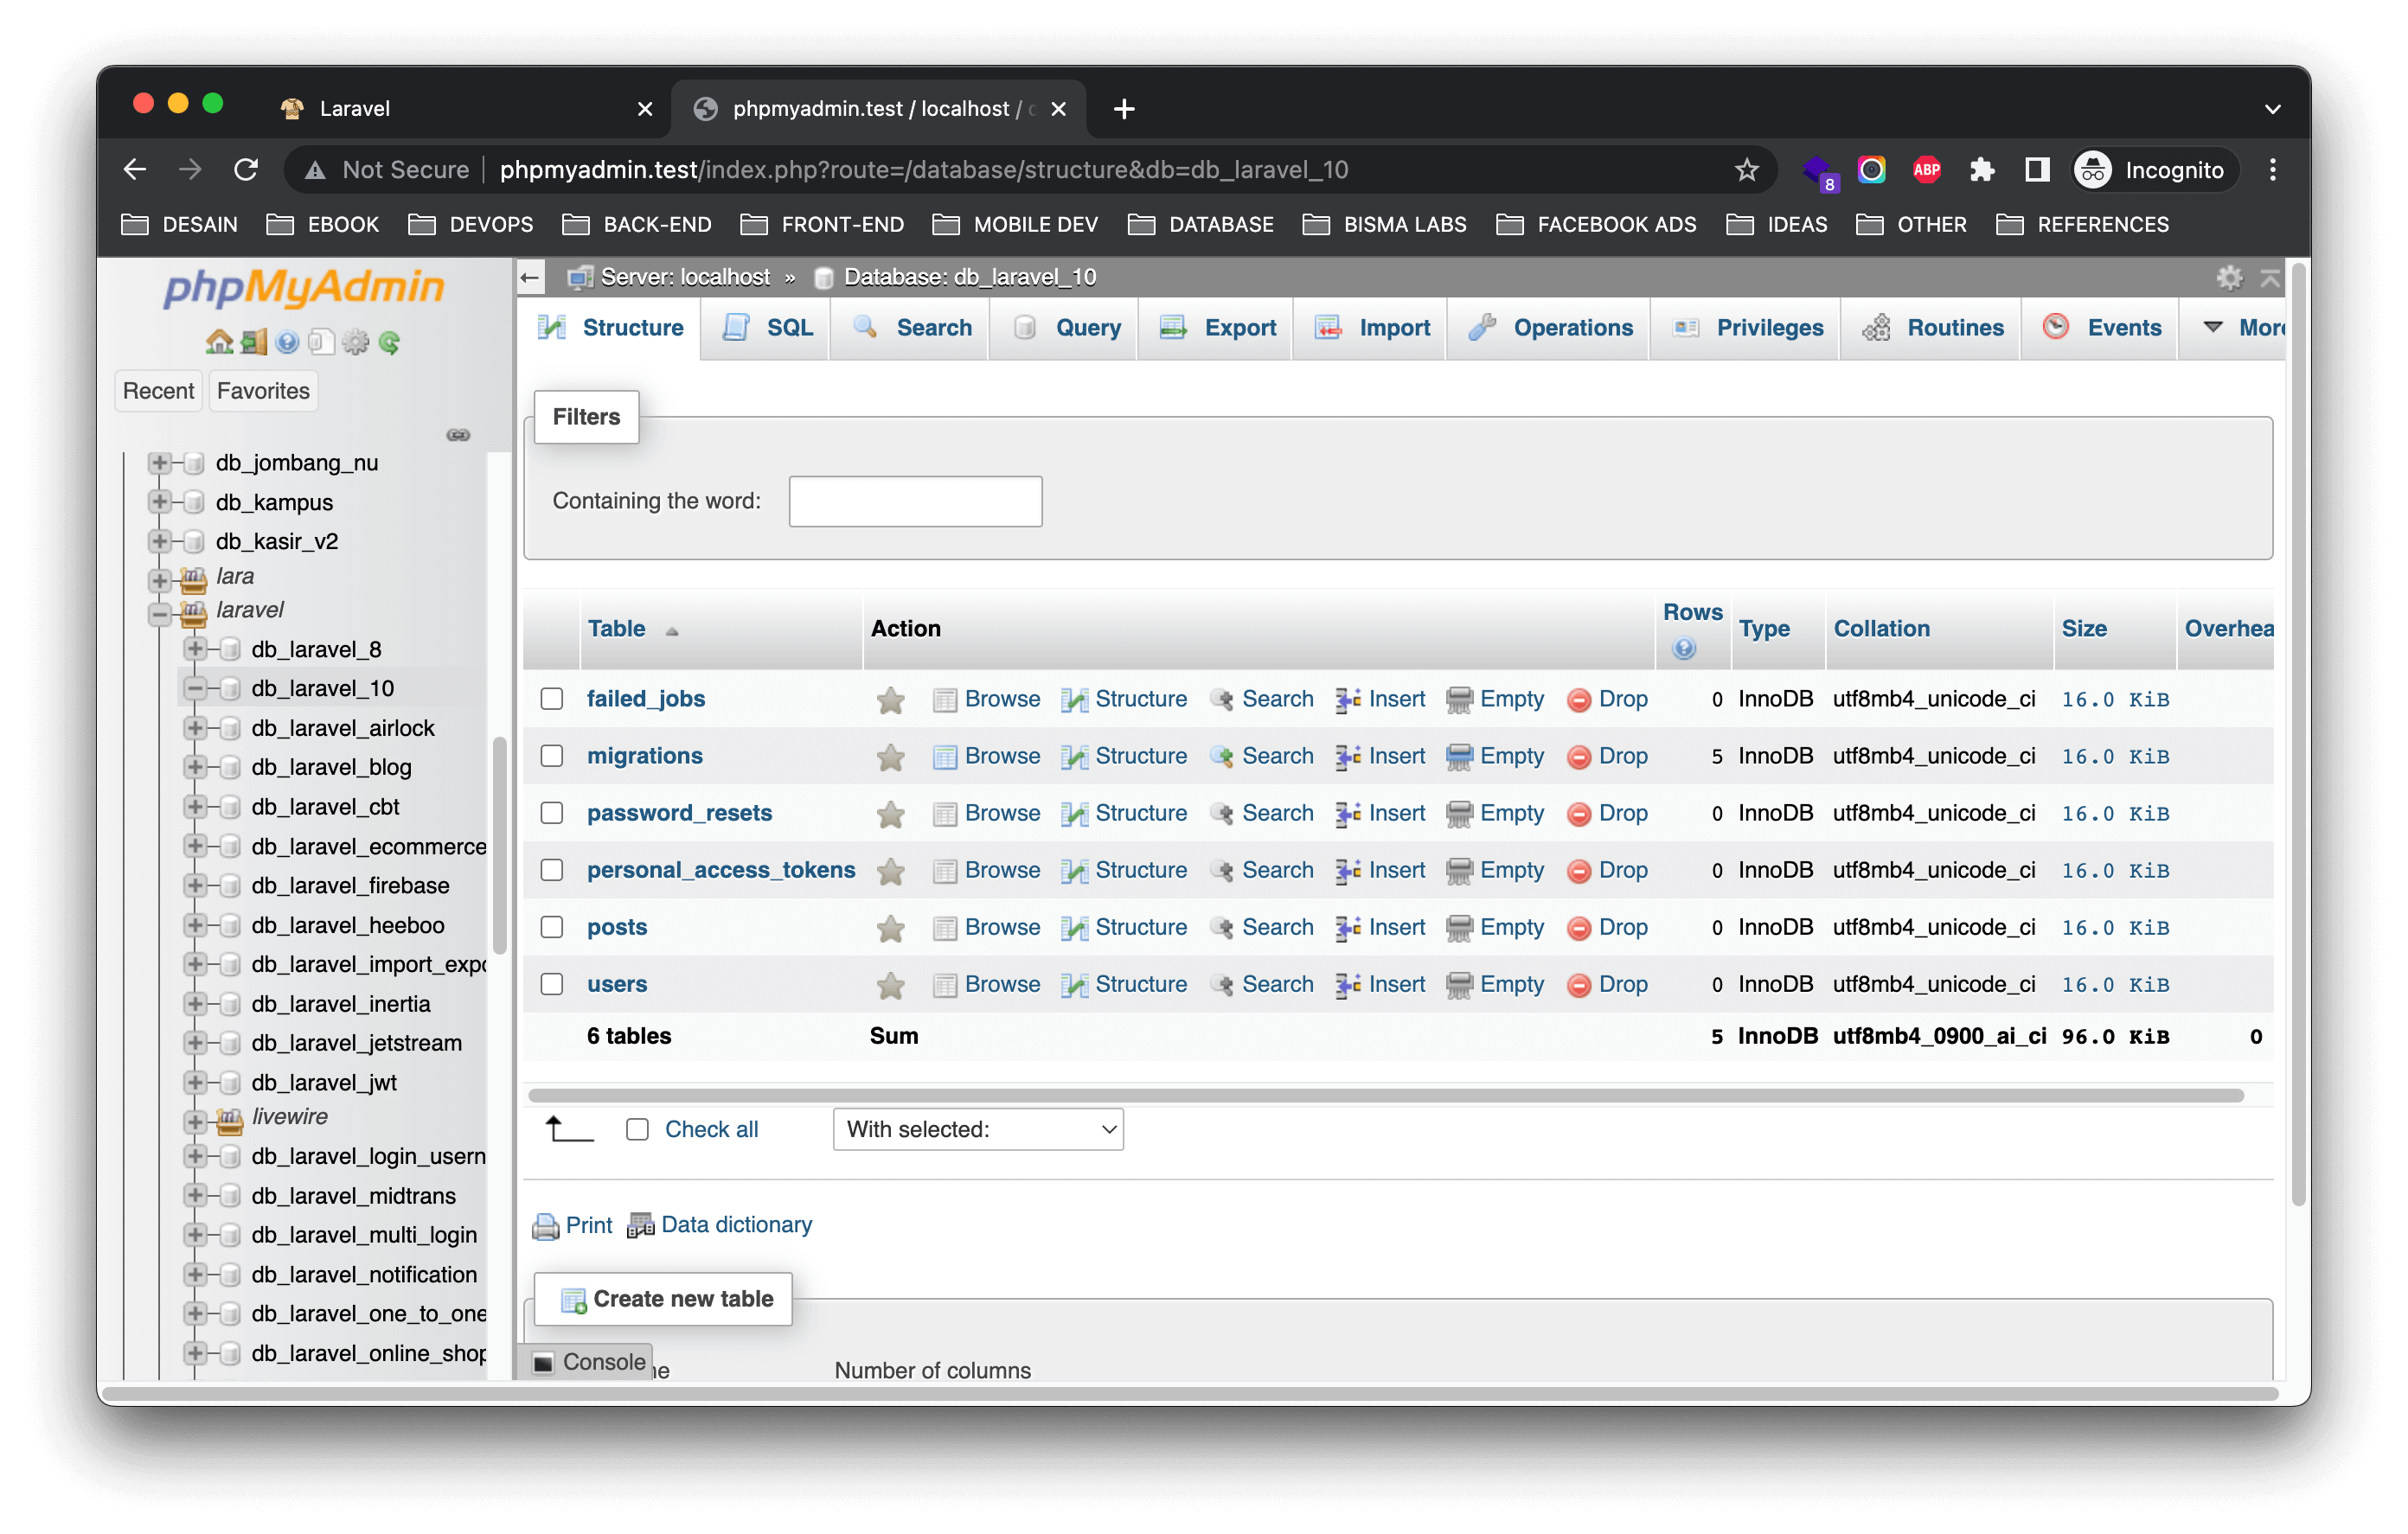 Laravel
phpmyadmin.test / localhost /
Not Secure phpmyadmin.test/index.php?route=/database/structure&db=db_laravel_10
8 ABP Incognito
DESAIN EBOOK DEVOPS BACK-END FRONT-END MOBILE DEV DATABASE BISMA LABS FACEBOOK ADS IDEAS OTHER REFERENCES
phpMyAdmin
Recent Favorites
db_jombang_nu
db_kampus
db_kasir_v2
lara
laravel
db_laravel_8
db_laravel_10
db_laravel_airlock
db_laravel_blog
db_laravel_cbt
db_laravel_ecommerce
db_laravel_firebase
db_laravel_heeboo
db_laravel_import_expo
db_laravel_inertia
db_laravel_jetstream
db_laravel_jwt
livewire
db_laravel_login_usern
db_laravel_midtrans
db_laravel_multi_login
db_laravel_notification
db_laravel_one_to_one
db_laravel_online_shop
Server: localhost » Database: db_laravel_10
Structure SQL Search Query Export Import Operations Privileges Routines Events More
Filters
Containing the word:
Table Action Rows Type Collation Size Overhea
failed_jobs Browse Structure Search Insert Empty Drop 0 InnoDB utf8mb4_unicode_ci 16.0 KiB
migrations Browse Structure Search Insert Empty Drop 5 InnoDB utf8mb4_unicode_ci 16.0 KiB
password_resets Browse Structure Search Insert Empty Drop 0 InnoDB utf8mb4_unicode_ci 16.0 KiB
personal_access_tokens Browse Structure Search Insert Empty Drop 0 InnoDB utf8mb4_unicode_ci 16.0 KiB
posts Browse Structure Search Insert Empty Drop 0 InnoDB utf8mb4_unicode_ci 16.0 KiB
users Browse Structure Search Insert Empty Drop 0 InnoDB utf8mb4_unicode_ci 16.0 KiB
6 tables Sum 5 InnoDB utf8mb4_0900_ai_ci 96.0 KiB 0
Check all With selected:
Print Data dictionary
Create new table
Console
Number of columns